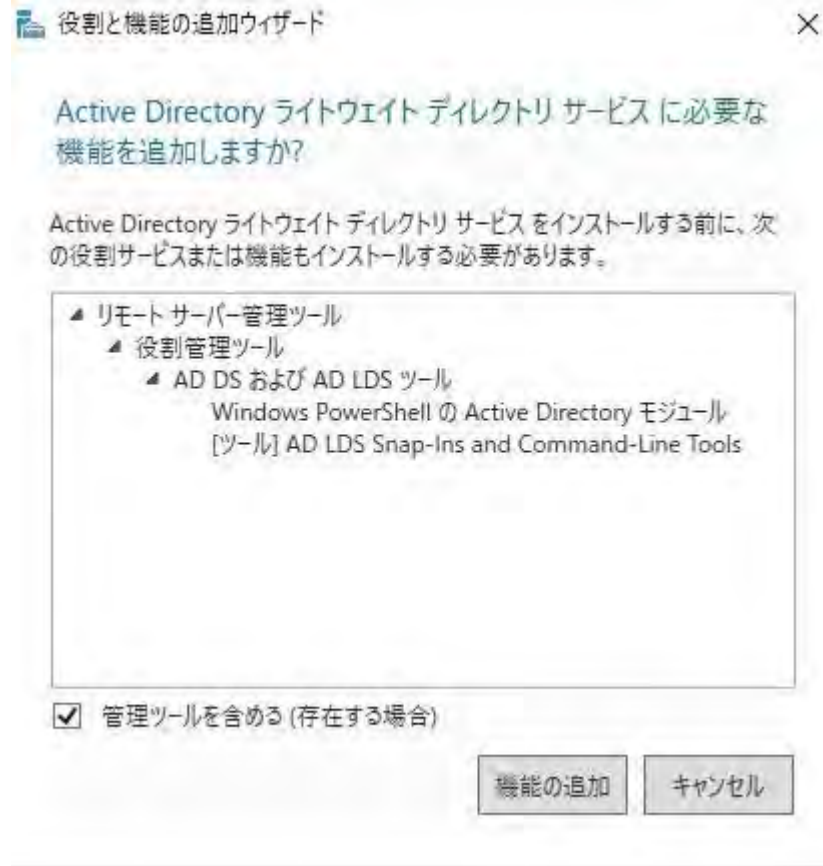 役割と機能の追加ウィザード
Active Directory ライトウェイト ディレクトリ サービス に必要な
機能を追加しますか?
Active Directory ライトウェイト ディレクトリ サービス をインストールする前に、次
の役割サービスまたは機能もインストールする必要があります。
リモート サーバー管理ツール
役割管理ツール
AD DS および AD LDS ツール
Windows PowerShell の Active Directory モジュール
[ツール] AD LDS Snap-Ins and Command-Line Tools
管理ツールを含める (存在する場合)
機能の追加 キャンセル